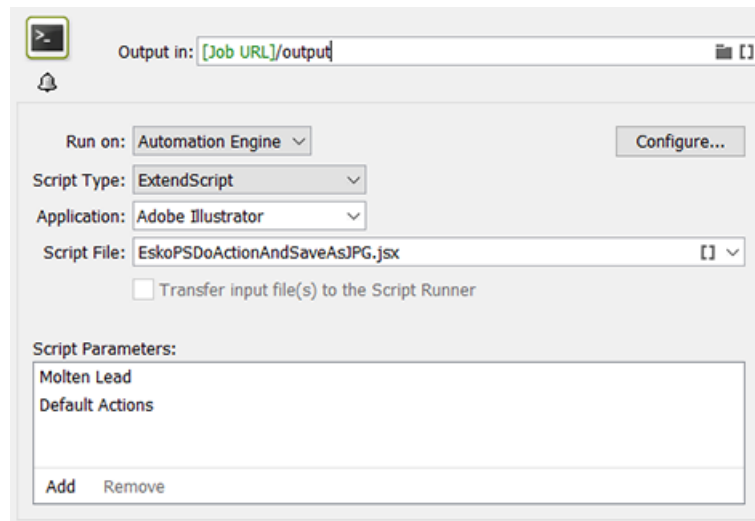 Output in: [Job URL]/output
Run on: Automation Engine Configure...
Script Type: ExtendScript
Application: Adobe Illustrator
Script File: EskoPSDoActionAndSaveAsJPG.jsx
Transfer input file(s) to the Script Runner
Script Parameters:
Molten Lead
Default Actions
Add Remove